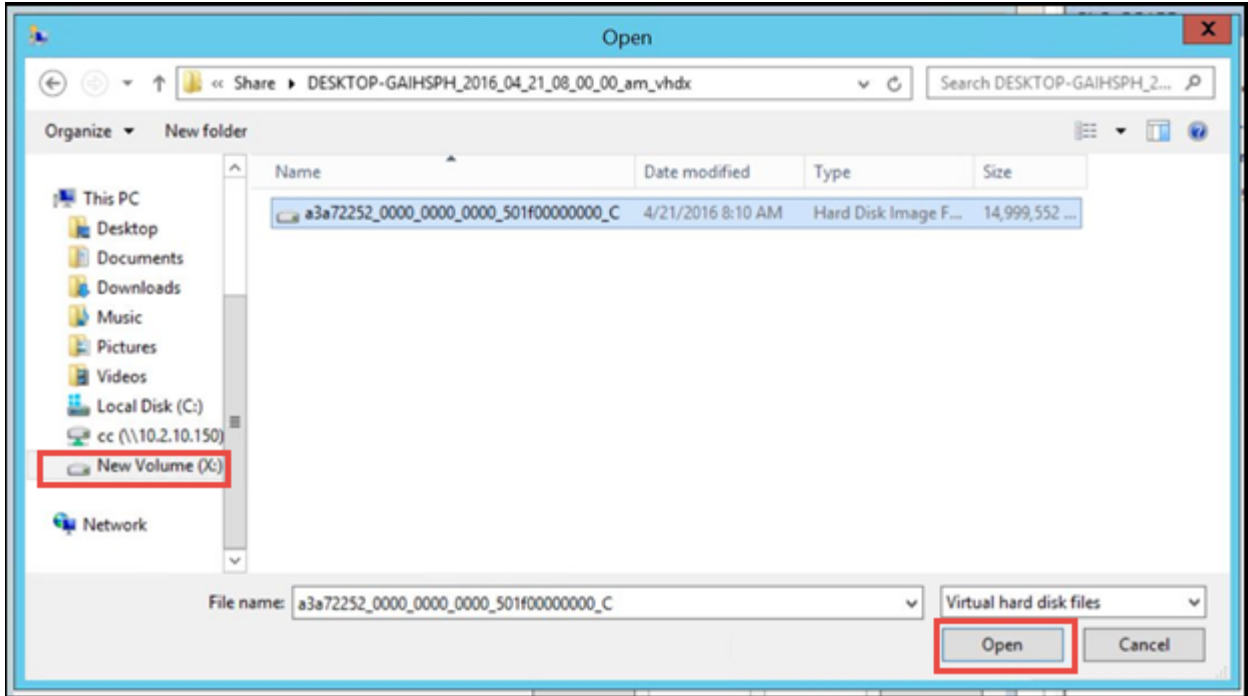 Open
x
« Share ▸ DESKTOP-GAIHSPH_2016_04_21_08_00_00_am_vhdx
Search DESKTOP-GAIHSPH_2...
Organize
New folder
Name Date modified Type Size
This PC
Desktop
Documents
Downloads
Music
Pictures
Videos
Local Disk (C:)
cc (\\10.2.10.150)
New Volume (X:)
Network
a3a72252_0000_0000_0000_501f00000000_C 4/21/2016 8:10 AM Hard Disk Image F... 14,999,552 ...
File name: a3a72252_0000_0000_0000_501f00000000_C
Virtual hard disk files
Open
Cancel